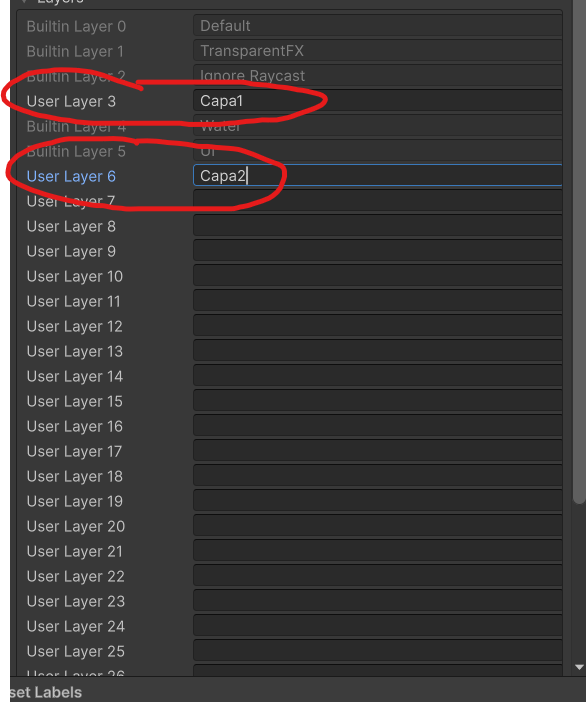 Layers
Builtin Layer 0 Default
Builtin Layer 1 TransparentFX
Builtin Layer 2 Ignore Raycast
User Layer 3 Capa1
Builtin Layer 4 Water
Builtin Layer 5 UI
User Layer 6 Capa2
User Layer 7
User Layer 8
User Layer 9
User Layer 10
User Layer 11
User Layer 12
User Layer 13
User Layer 14
User Layer 15
User Layer 16
User Layer 17
User Layer 18
User Layer 19
User Layer 20
User Layer 21
User Layer 22
User Layer 23
User Layer 24
User Layer 25
User Layer 26
set Labels